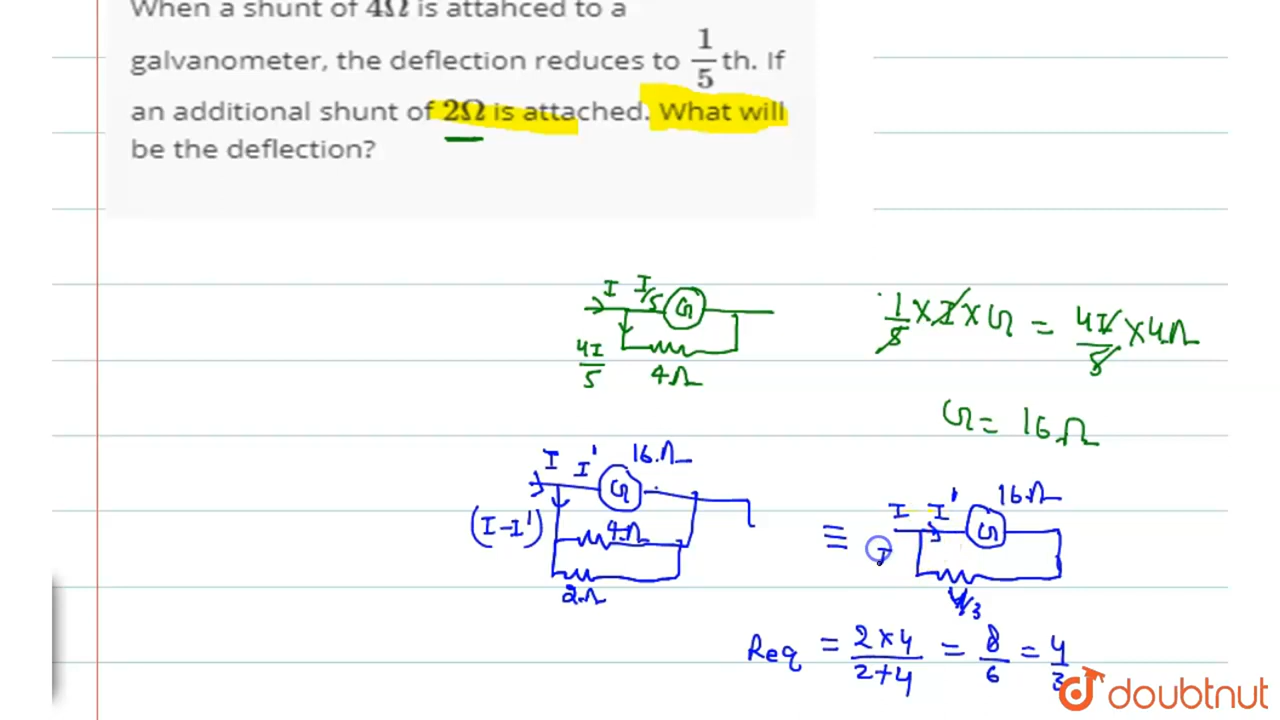 When a shunt of 4Ω is attahced to a
galvanometer, the deflection reduces to 1/5 th. If
an additional shunt of 2Ω is attached. What will
be the deflection?
I I/5 G
4I/5 4Ω
1/5 × I × G = 4I/5 × 4Ω
G = 16Ω
I I' 16Ω
G
(I-I') 4Ω
2Ω
≡
I I' 16Ω
G
I
4/3
Req = 2×4/2+4 = 8/6 = 4/3
doubtnut